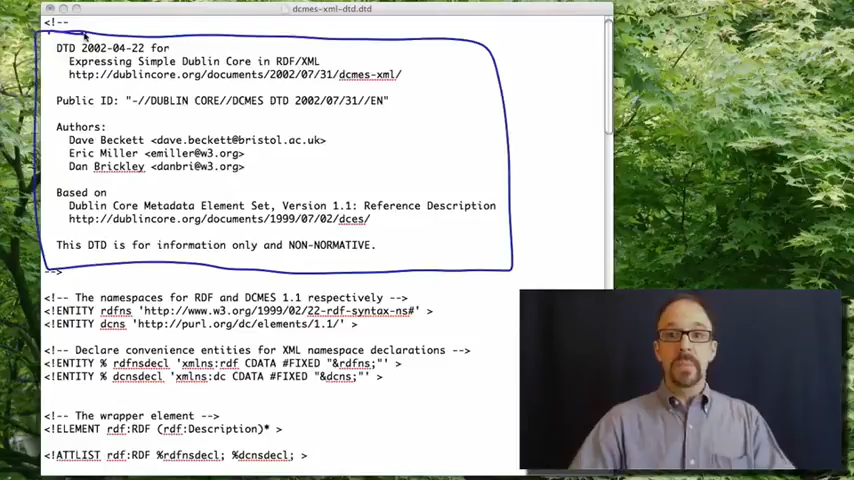 dcmes-xml-dtd.dtd
<!--
DTD 2002-04-22 for
Expressing Simple Dublin Core in RDF/XML
http://dublincore.org/documents/2002/07/31/dcmes-xml/
Public ID: "-//DUBLIN CORE//DCMES DTD 2002/07/31//EN"
Authors:
Dave Beckett <dave.beckett@bristol.ac.uk>
Eric Miller <emiller@w3.org>
Dan Brickley <danbri@w3.org>
Based on
Dublin Core Metadata Element Set, Version 1.1: Reference Description
http://dublincore.org/documents/1999/07/02/dces/
This DTD is for information only and NON-NORMATIVE.
-->
<!-- The namespaces for RDF and DCMES 1.1 respectively -->
<!ENTITY rdfns 'http://www.w3.org/1999/02/22-rdf-syntax-ns#' >
<!ENTITY dcns 'http://purl.org/dc/elements/1.1/' >
<!-- Declare convenience entities for XML namespace declarations -->
<!ENTITY % rdfnsdecl 'xmlns:rdf CDATA #FIXED "&rdfns;"' >
<!ENTITY % dcnsdecl 'xmlns:dc CDATA #FIXED "&dcns;"' >
<!-- The wrapper element -->
<!ELEMENT rdf:RDF (rdf:Description)* >
<!ATTLIST rdf:RDF %rdfnsdecl; %dcnsdecl; >